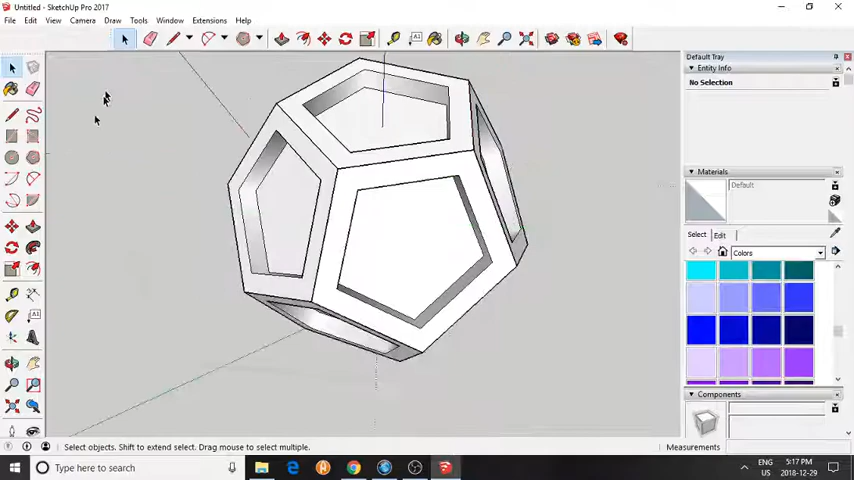 Untitled - SketchUp Pro 2017
File Edit View Camera Draw Tools Window Extensions Help
Default Tray
Entity Info
No Selection
Materials
Default
Select Edit
Colors
Components
Select objects. Shift to extend select. Drag mouse to select multiple.
Measurements
Type here to search
ENG
US
5:17 PM
2018-12-29